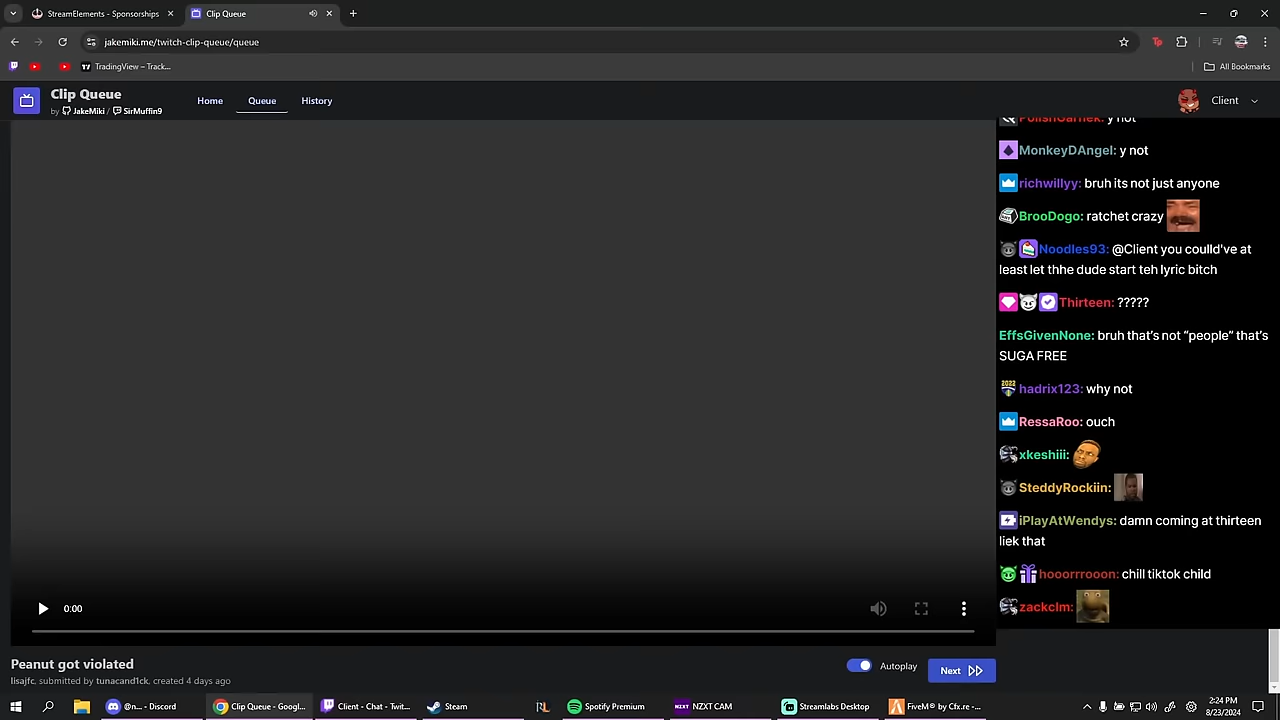 StreamElements - Sponsorships
Clip Queue
jakemiki.me/twitch-clip-queue/queue
TradingView – Track...
All Bookmarks
Clip Queue
by JakeMiki / SirMuffin9
Home
Queue
History
Client
PolishGarnek: y not
MonkeyDAngel: y not
richwillyy: bruh its not just anyone
BrooDogo: ratchet crazy
Noodles93: @Client you coulld've at
least let thhe dude start teh lyric bitch
Thirteen: ?????
EffsGivenNone: bruh that's not “people” that's
SUGA FREE
2022
hadrix123: why not
RessaRoo: ouch
xkeshiii:
SteddyRockiin:
iPlayAtWendys: damn coming at thirteen
liek that
hooorrrooon: chill tiktok child
zackclm:
0:00
Peanut got violated
lisajfc, submitted by tunacand1ck, created 4 days ago
Autoplay
Next
@n... - Discord
Clip Queue - Googl...
Client - Chat - Twit...
Steam
Spotify Premium
NZXT
NZXT CAM
Streamlabs Desktop
FiveM® by Cfx.re -...
2:24 PM
8/23/2024